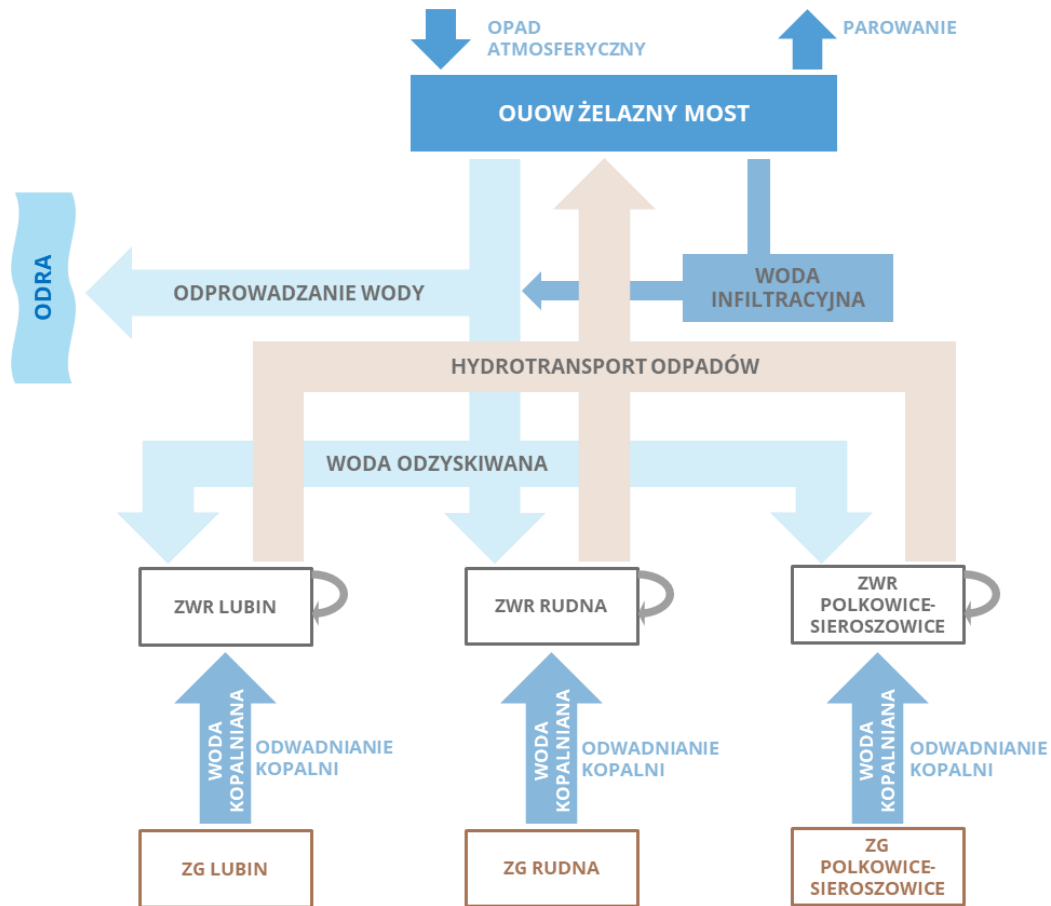 OPAD
ATMOSFERYCZNY
PAROWANIE
OUOW ŻELAZNY MOST
ODRA
ODPROWADZANIE WODY
WODA
INFILTRACYJNA
HYDROTRANSPORT ODPADÓW
WODA ODZYSKIWANA
ZWR LUBIN
ZWR RUDNA
ZWR
POLKOWICE-
SIEROSZOWICE
WODA
KOPALNIANA
ODWADNIANIE
KOPALNI
WODA
KOPALNIANA
ODWADNIANIE
KOPALNI
WODA
KOPALNIANA
ODWADNIANIE
KOPALNI
ZG LUBIN
ZG RUDNA
ZG
POLKOWICE-
SIEROSZOWICE